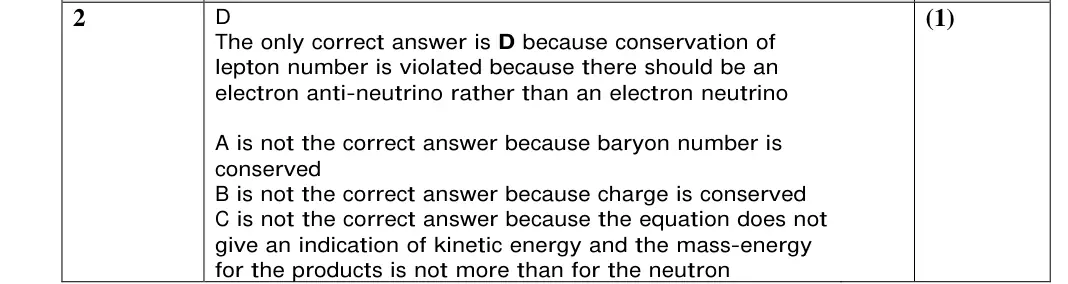 2
D
(1)
The only correct answer is D because conservation of
lepton number is violated because there should be an
electron anti-neutrino rather than an electron neutrino
A is not the correct answer because baryon number is
conserved
B is not the correct answer because charge is conserved
C is not the correct answer because the equation does not
give an indication of kinetic energy and the mass-energy
for the products is not more than for the neutron